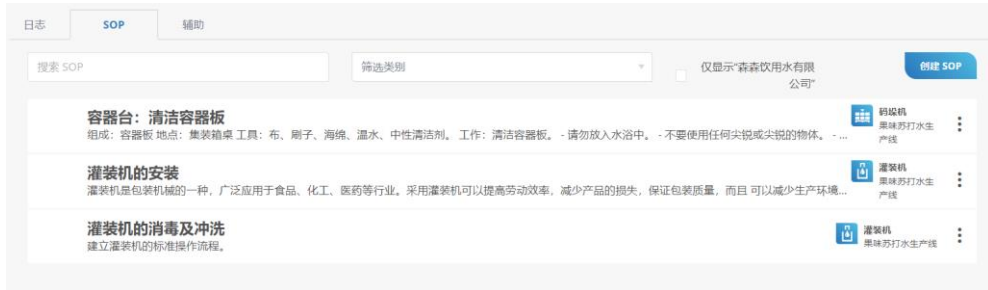 日志
SOP
辅助
搜索 SOP
筛选类别
仅显示"森森饮用水有限
公司"
创建 SOP
容器台：清洁容器板
组成：容器板 地点：集装箱桌 工具：布、刷子、海绵、温水、中性清洁剂。 工作：清洁容器板。 - 请勿放入水浴中。 - 不要使用任何尖锐或尖锐的物体。 - ...
码垛机
果味苏打水生
产线
灌装机的安装
灌装机是包装机械的一种，广泛应用于食品、化工、医药等行业。采用灌装机可以提高劳动效率，减少产品的损失，保证包装质量，而且 可以减少生产环境...
灌装机
果味苏打水生
产线
灌装机的消毒及冲洗
建立灌装机的标准操作流程。
灌装机
果味苏打水生产线